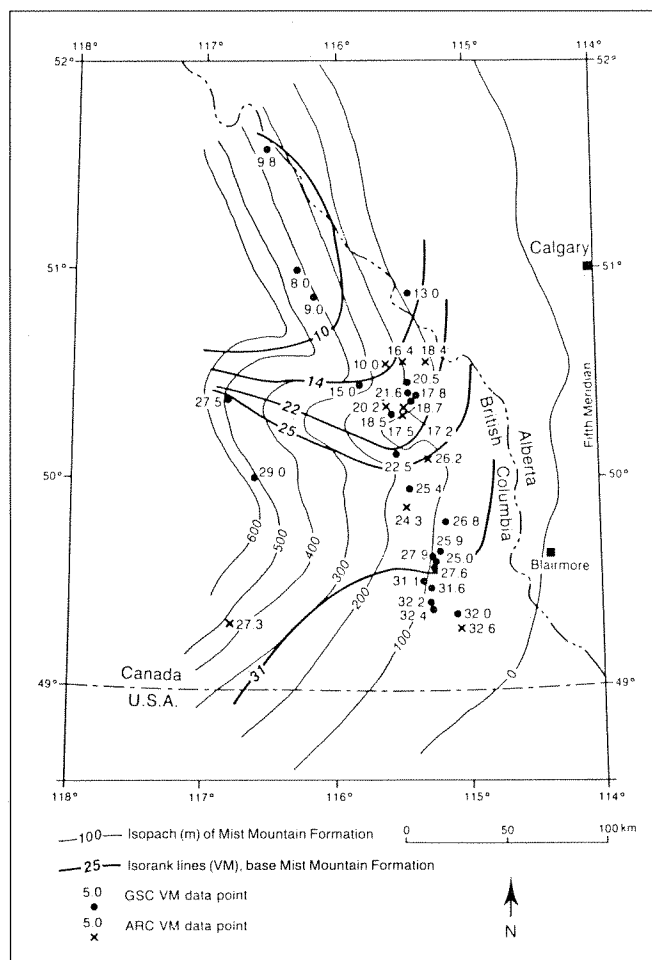 118° 117° 116° 115° 114°
52° 52°
9.8
51° Calgary 51°
8.0
9.0 13.0
10
16.4 18.4
10.0
14 20.5
15.0 21.6 17.8
27.5 22 20.2 18.7
18.5
25 17.5 17.2
22.5 26.2
Fifth Meridian
British Columbia
Alberta
50° 29.0 50°
25.4
24.3 26.8
600 500 400 300 200 100 0
25.9
27.9 25.0
27.6
Blairmore
31.1 31.6
32.2 32.0
32.4 32.6
27.3
31
Canada
49° 49°
U.S.A.
118° 117° 116° 115° 114°
100 Isopach (m) of Mist Mountain Formation
0 50 100 km
25 Isorank lines (VM), base Mist Mountain Formation
5.0 GSC VM data point
5.0 ARC VM data point
N